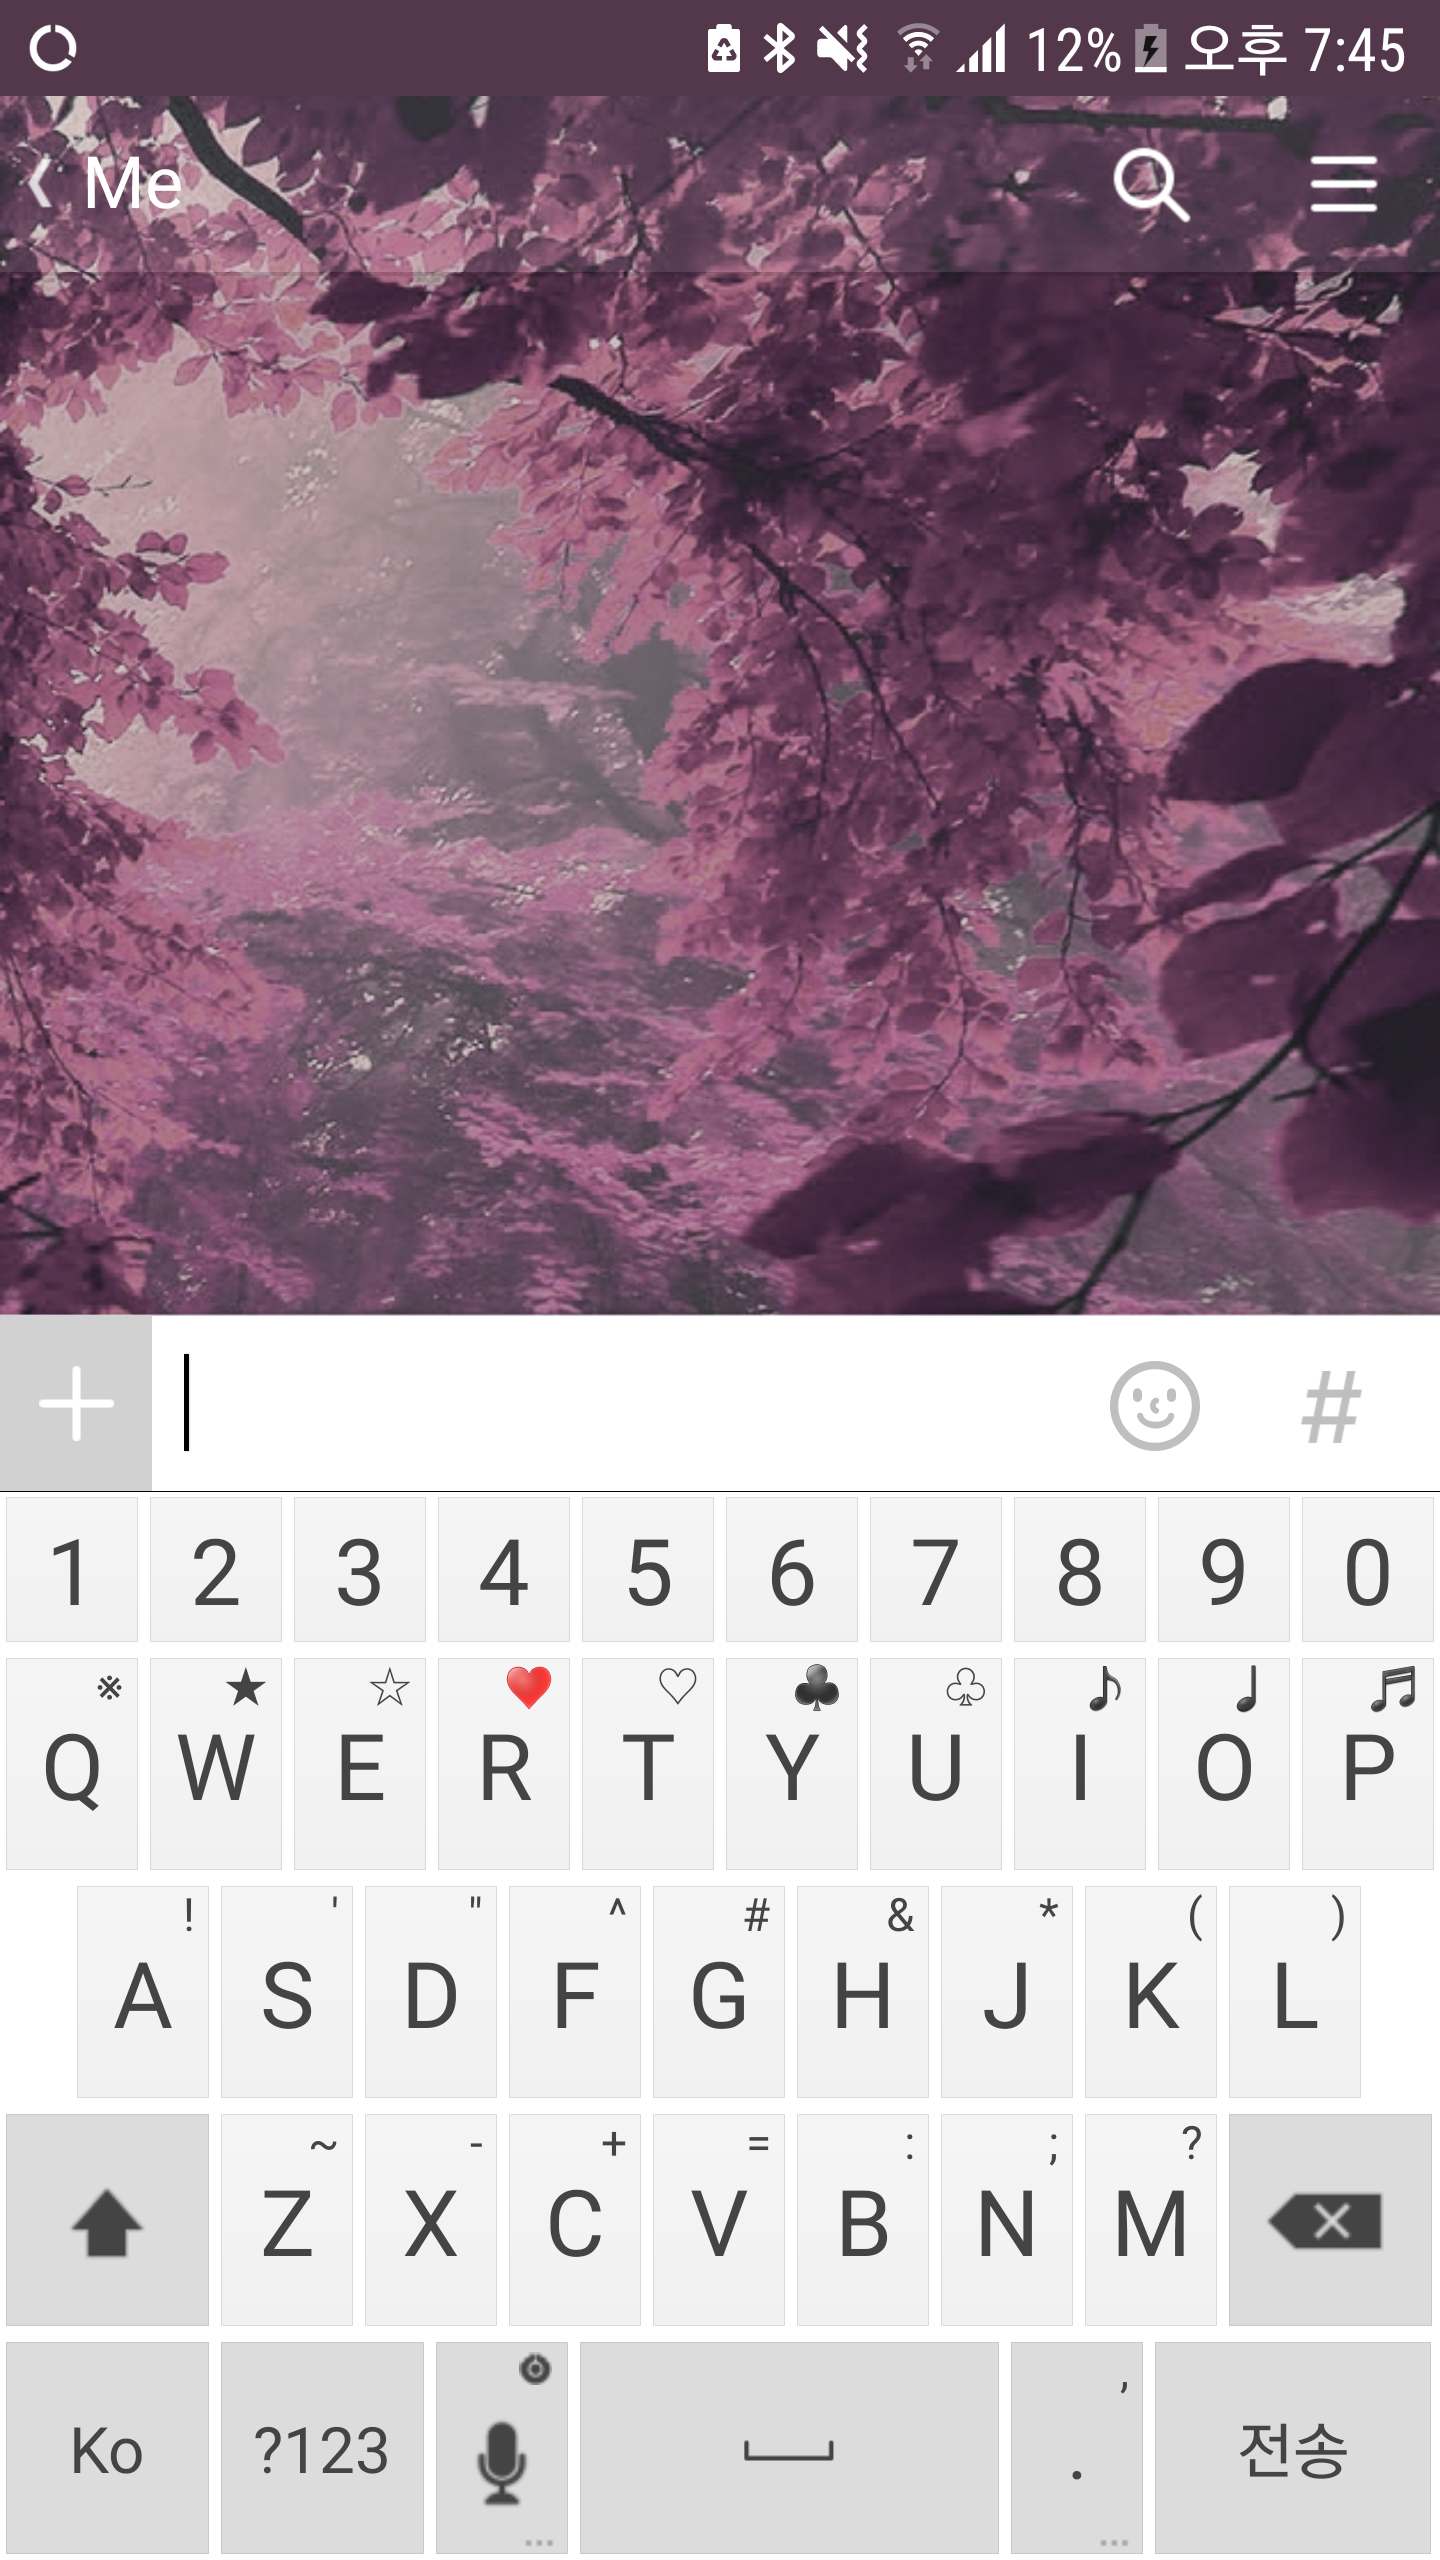 12% 오후 7:45
Me
#
1 2 3 4 5 6 7 8 9 0
※ ★ ☆ ❤ ♡ ♣ ♧ ♪ ♩ ♬
Q W E R T Y U I O P
! ' " ^ # & * ( )
A S D F G H J K L
~ - + = : ; ?
Z X C V B N M
,
Ko ?123 . 전송